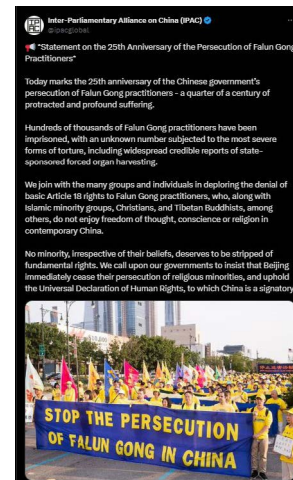 Inter-Parliamentary Alliance on China (IPAC)
@ipacglobal
📢 *Statement on the 25th Anniversary of the Persecution of Falun Gong
Practitioners*
Today marks the 25th anniversary of the Chinese government's
persecution of Falun Gong practitioners - a quarter of a century of
protracted and profound suffering.
Hundreds of thousands of Falun Gong practitioners have been
imprisoned, with an unknown number subjected to the most severe
forms of torture, including widespread credible reports of state-
sponsored forced organ harvesting.
We join with the many groups and individuals in deploring the denial of
basic Article 18 rights to Falun Gong practitioners, who, along with
Islamic minority groups, Christians, and Tibetan Buddhists, among
others, do not enjoy freedom of thought, conscience or religion in
contemporary China.
No minority, irrespective of their beliefs, deserves to be stripped of
fundamental rights. We call upon our governments to insist that Beijing
immediately cease their persecution of religious minorities, and uphold
the Universal Declaration of Human Rights, to which China is a signatory
STOP THE PERSECUTION
OF FALUN GONG IN CHINA